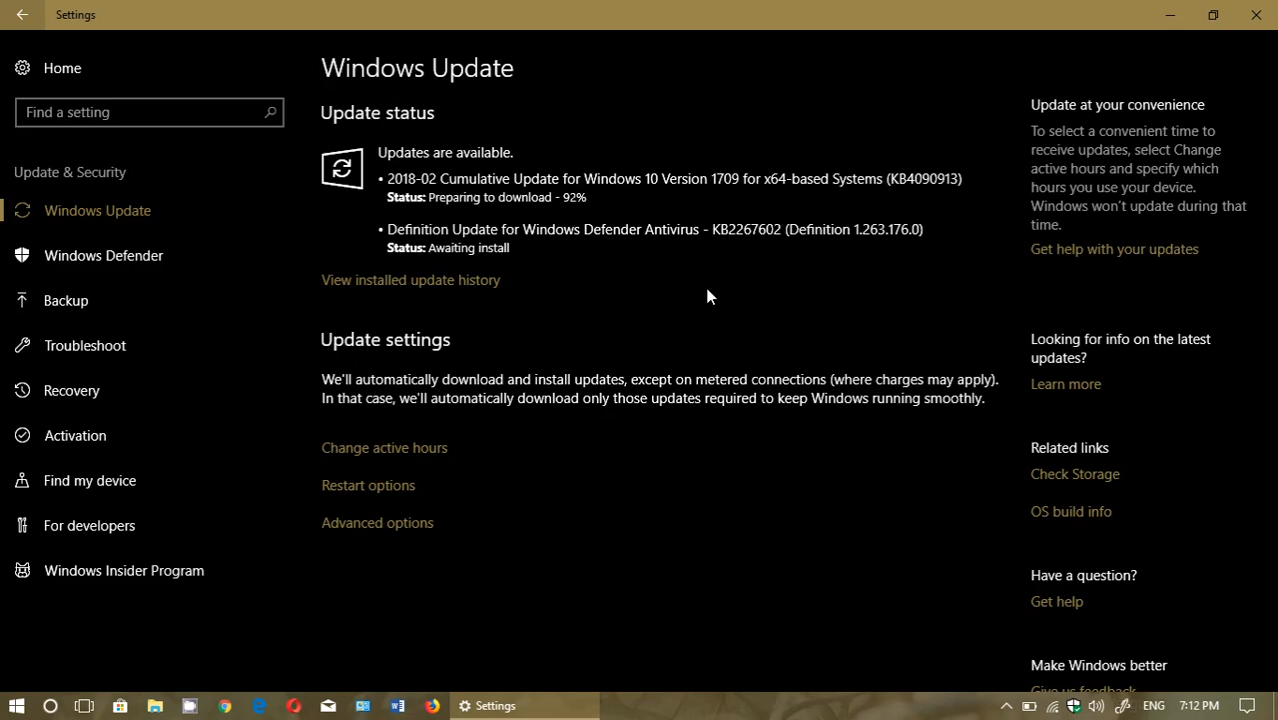 Settings
Home
Find a setting
Update & Security
Windows Update
Windows Defender
Backup
Troubleshoot
Recovery
Activation
Find my device
For developers
Windows Insider Program
Windows Update
Update status
Updates are available.
• 2018-02 Cumulative Update for Windows 10 Version 1709 for x64-based Systems (KB4090913)
Status: Preparing to download - 92%
• Definition Update for Windows Defender Antivirus - KB2267602 (Definition 1.263.176.0)
Status: Awaiting install
View installed update history
Update settings
We'll automatically download and install updates, except on metered connections (where charges may apply).
In that case, we'll automatically download only those updates required to keep Windows running smoothly.
Change active hours
Restart options
Advanced options
Update at your convenience
To select a convenient time to
receive updates, select Change
active hours and specify which
hours you use your device.
Windows won't update during that
time.
Get help with your updates
Looking for info on the latest
updates?
Learn more
Related links
Check Storage
OS build info
Have a question?
Get help
Make Windows better
Give us feedback
Settings
ENG
7:12 PM